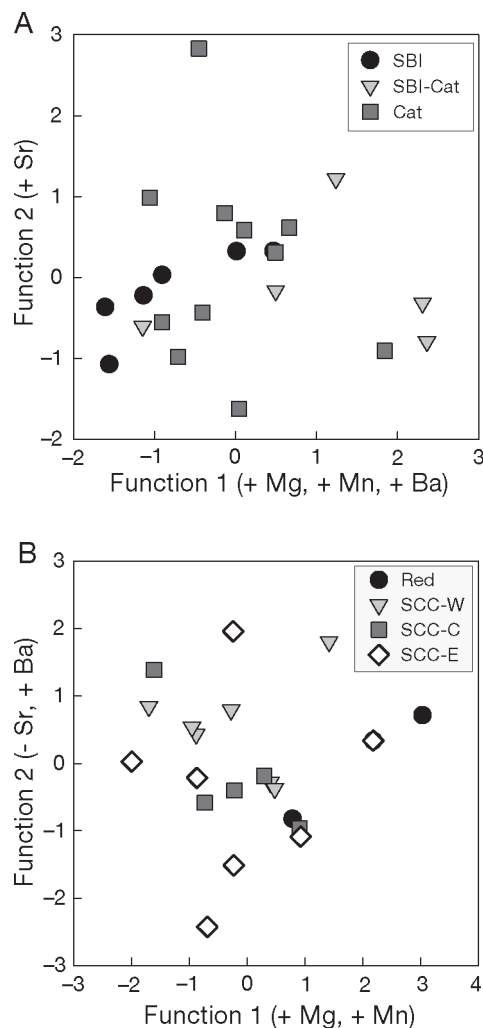 A
3
2
1
0
−1
−2
Function 2 (+ Sr)
SBI
SBI-Cat
Cat
−2 −1 0 1 2 3
Function 1 (+ Mg, + Mn, + Ba)
B
3
2
1
0
−1
−2
−3
Function 2 (- Sr, + Ba)
Red
SCC-W
SCC-C
SCC-E
−3 −2 −1 0 1 2 3 4
Function 1 (+ Mg, + Mn)